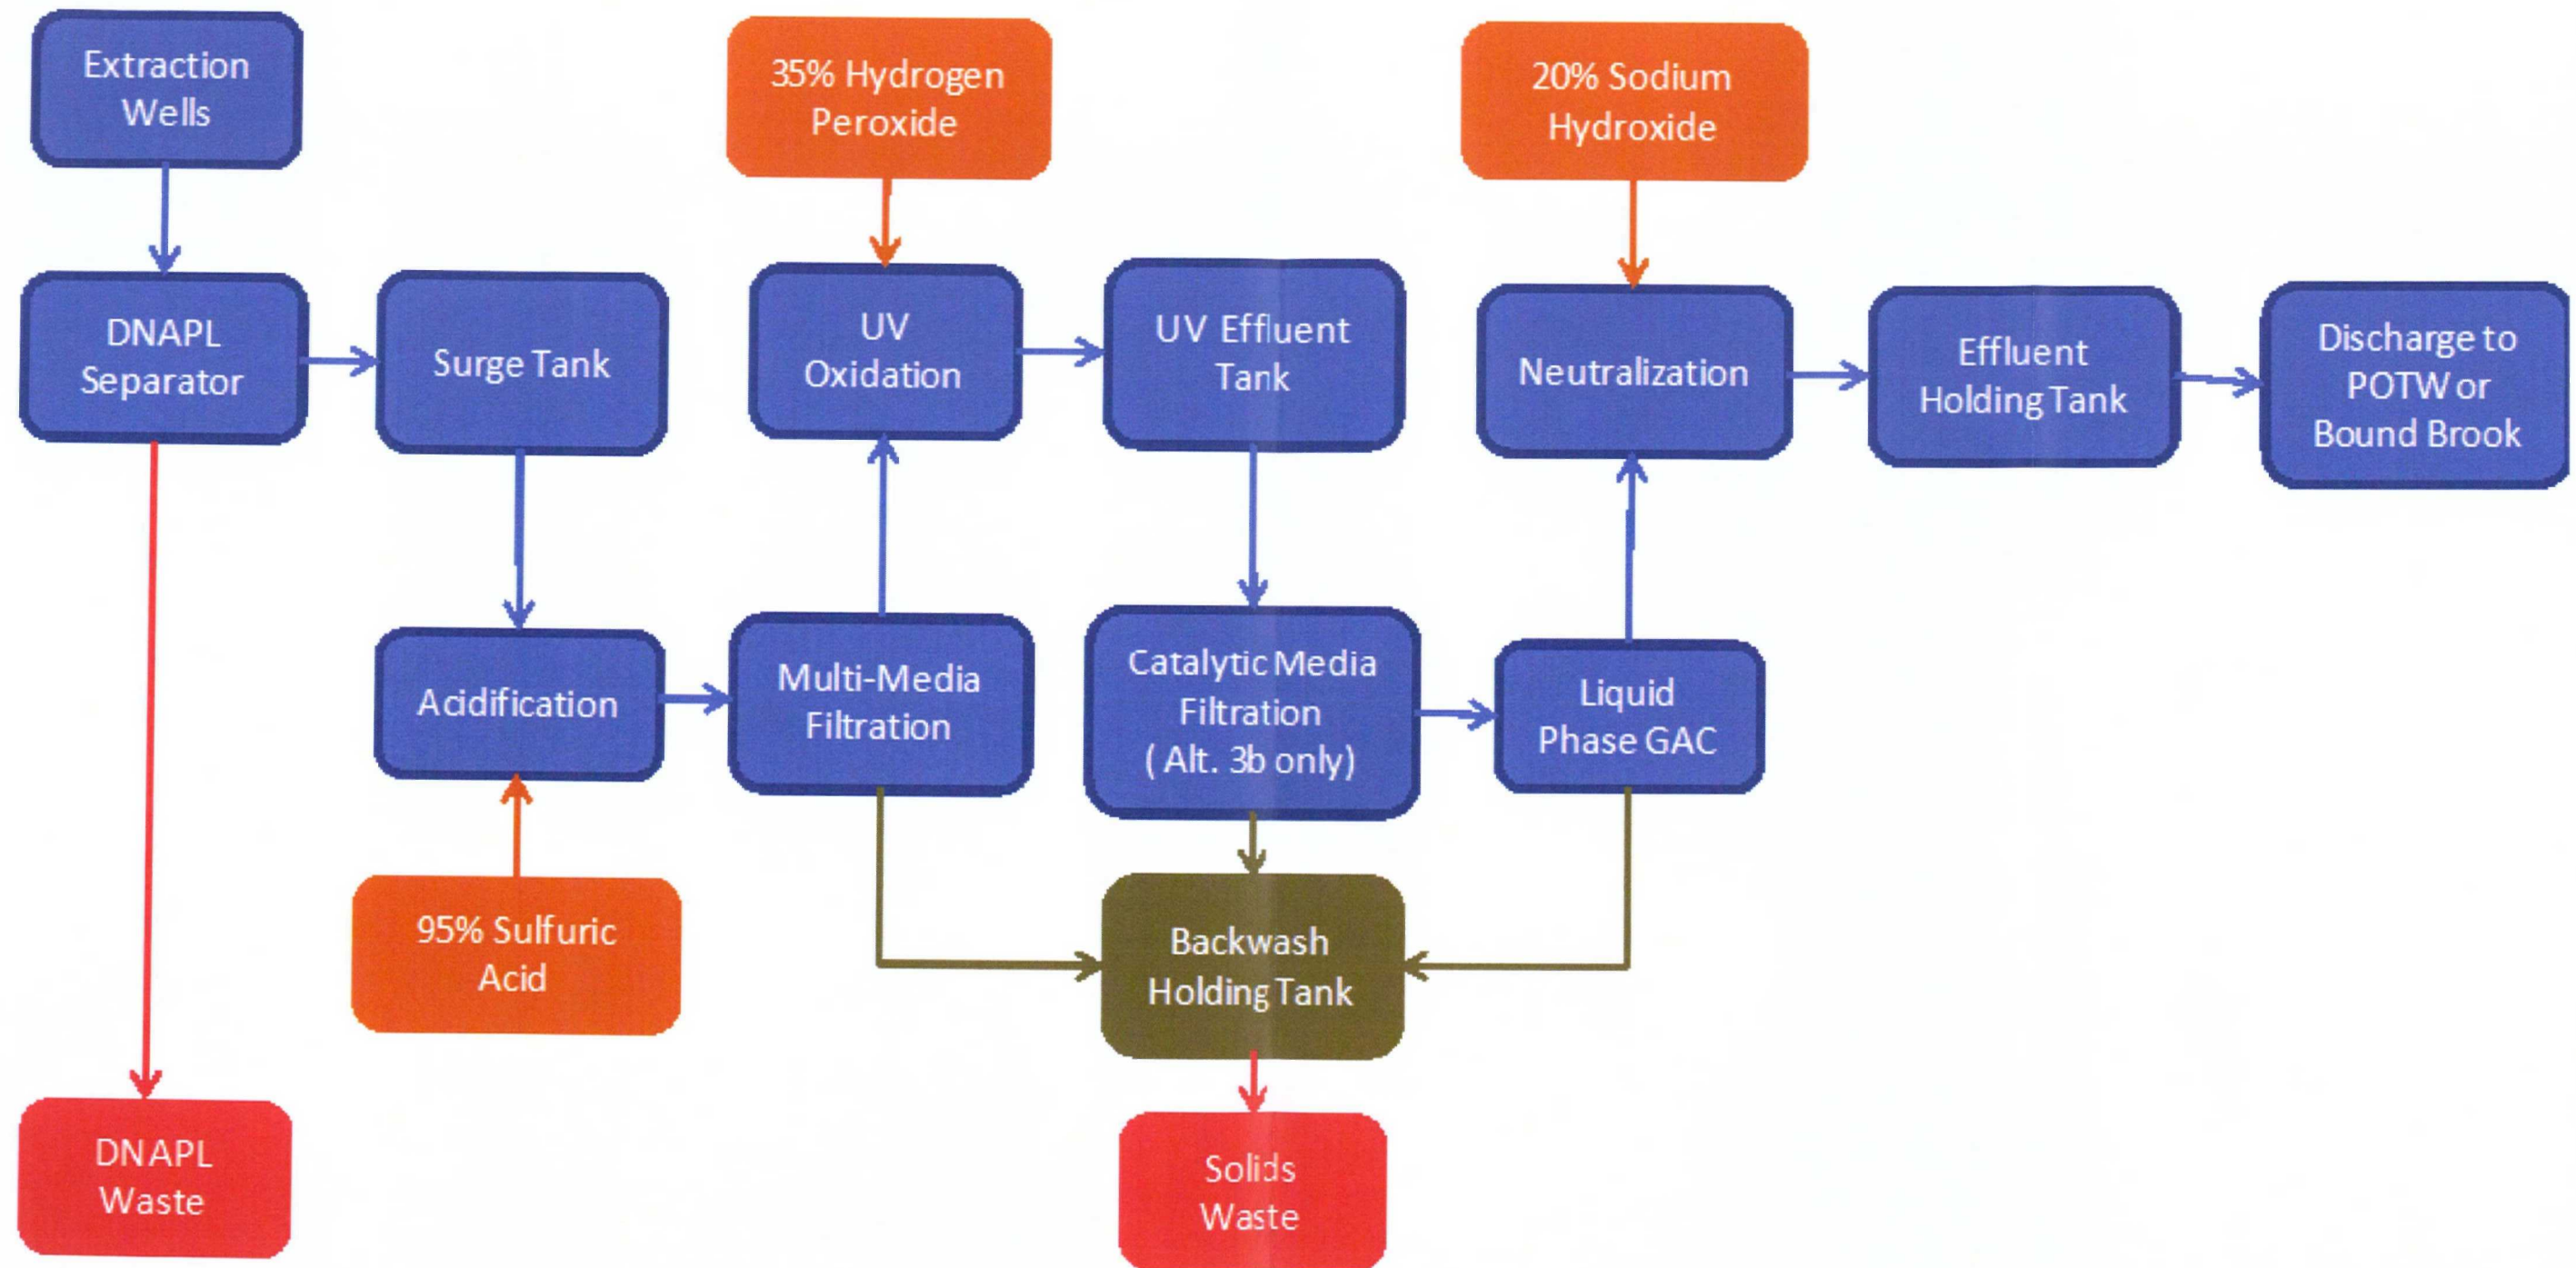 Extraction
Wells
35% Hydrogen
Peroxide
20% Sodium
Hydroxide
DNAPL
Separator
Surge Tank
UV
Oxidation
UV Effluent
Tank
Neutralization
Effluent
Holding Tank
Discharge to
POTW or
Bound Brook
Acidification
Multi-Media
Filtration
Catalytic Media
Filtration
( Alt. 3b only)
Liquid
Phase GAC
95% Sulfuric
Acid
Backwash
Holding Tank
DNAPL
Waste
Solids
Waste